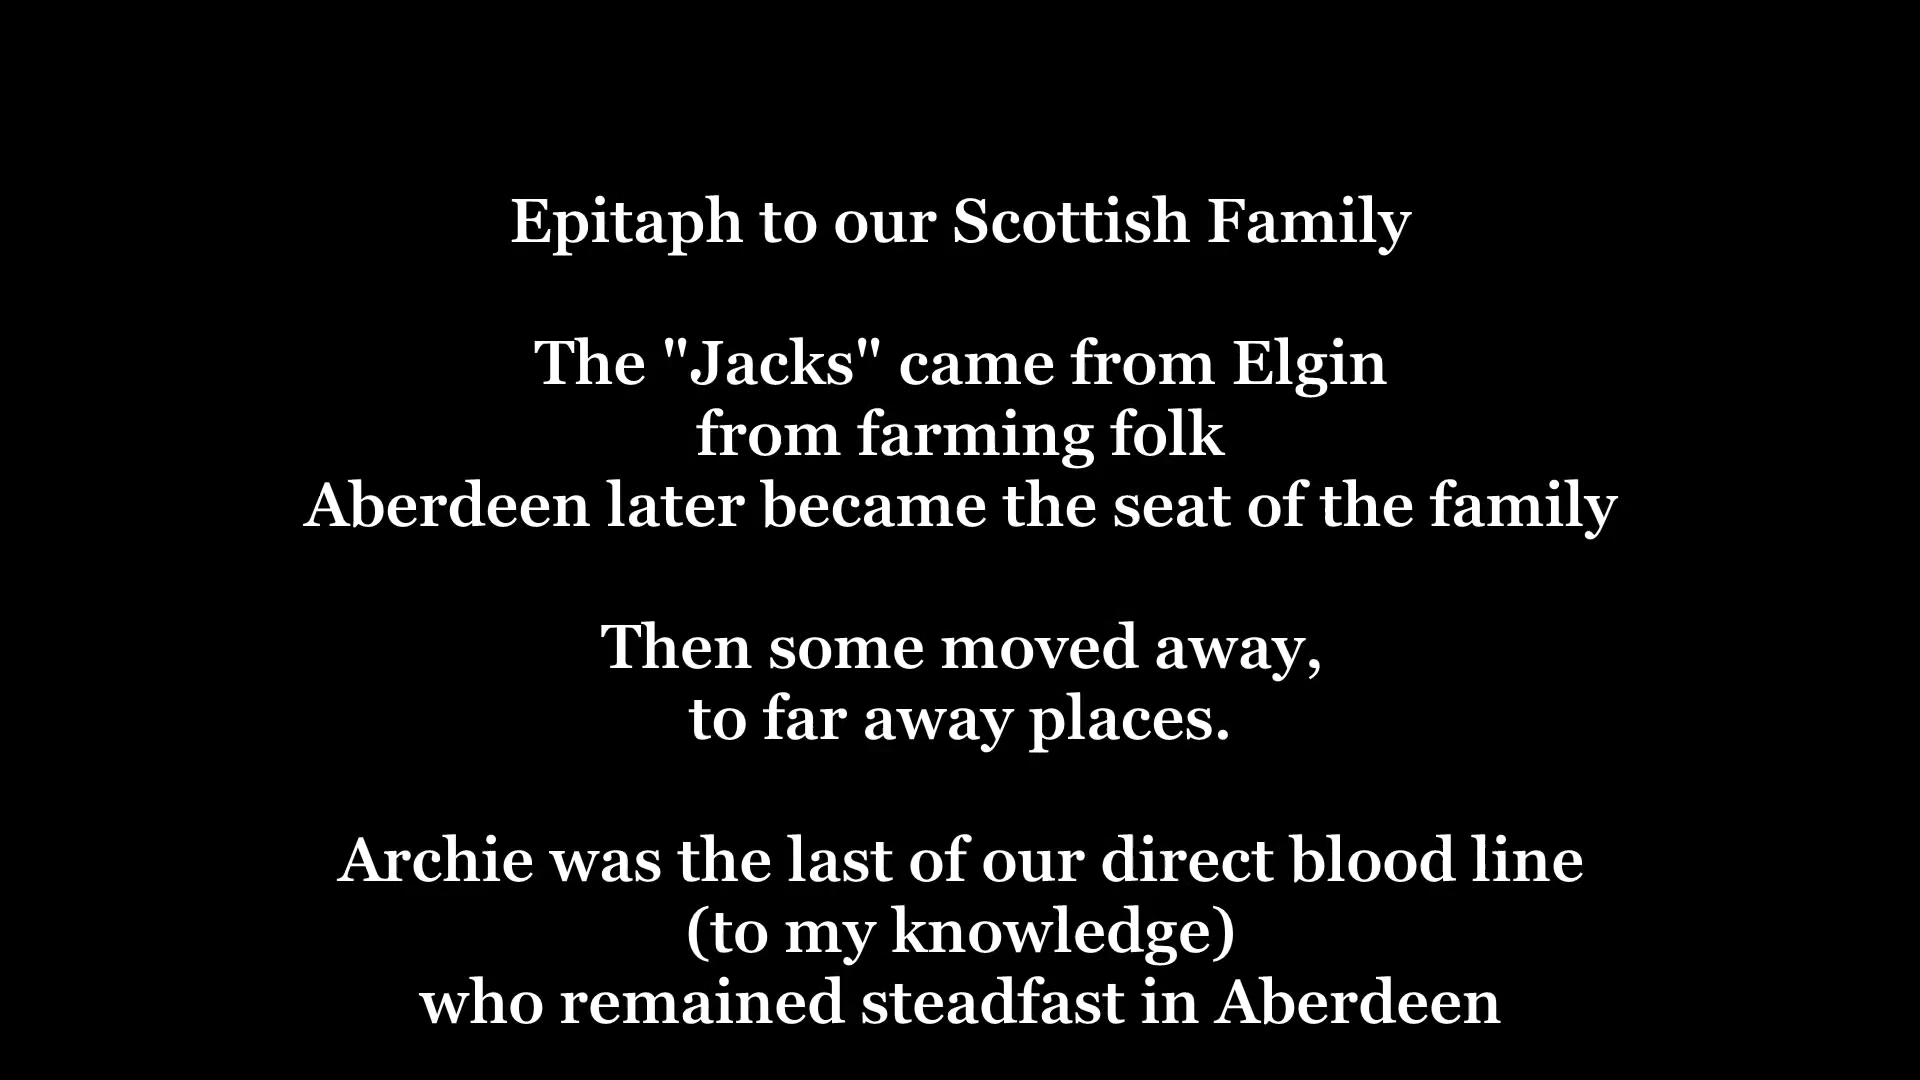 Epitaph to our Scottish Family
The "Jacks" came from Elgin
from farming folk
Aberdeen later became the seat of the family
Then some moved away,
to far away places.
Archie was the last of our direct blood line
(to my knowledge)
who remained steadfast in Aberdeen